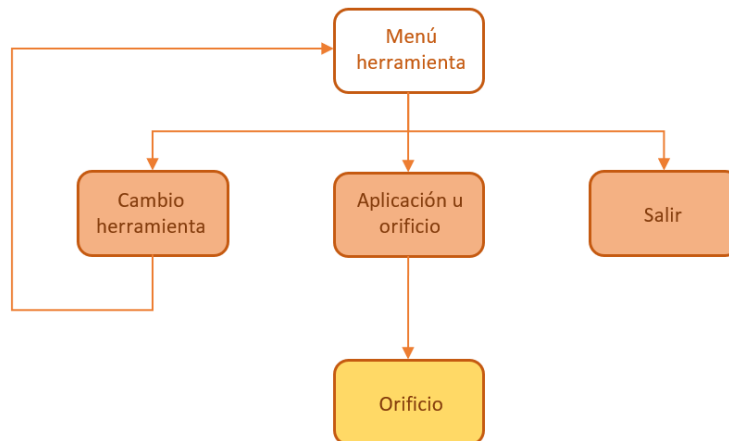 Menú
herramienta
Cambio
herramienta
Aplicación u
orificio
Salir
Orificio